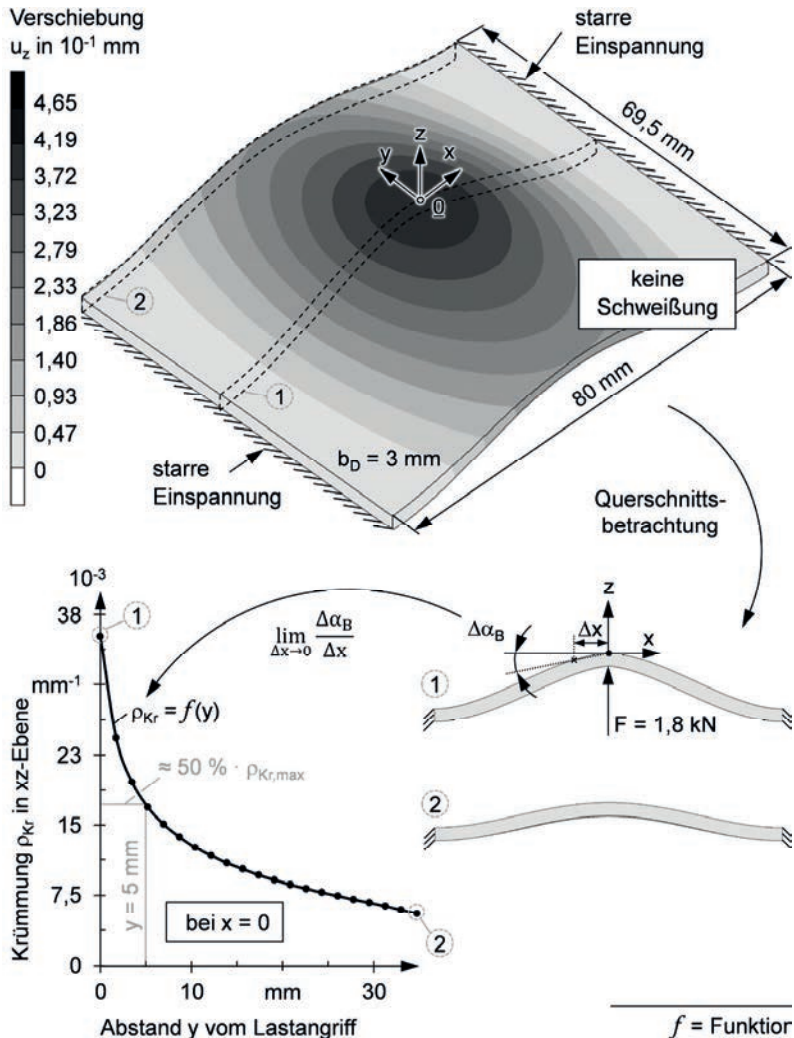 Verschiebung
u_z in 10⁻¹ mm
4,65
4,19
3,72
3,23
2,79
2,33
1,86
1,40
0,93
0,47
0
starre
Einspannung
69,5 mm
z
y
x
0
keine
Schweißung
80 mm
2
1
b_D = 3 mm
starre
Einspannung
Querschnitts-
betrachtung
10⁻³
38
mm⁻¹
23
15
7,5
0
Krümmung ρ_Kr in xz-Ebene
1
ρ_Kr = f(y)
≈ 50 % · ρ_Kr,max
y = 5 mm
bei x = 0
2
0
10
mm
30
Abstand y vom Lastangriff
lim Δx→0 Δα_B/Δx
z
Δα_B
Δx
x
1
F = 1,8 kN
2
f = Funktion